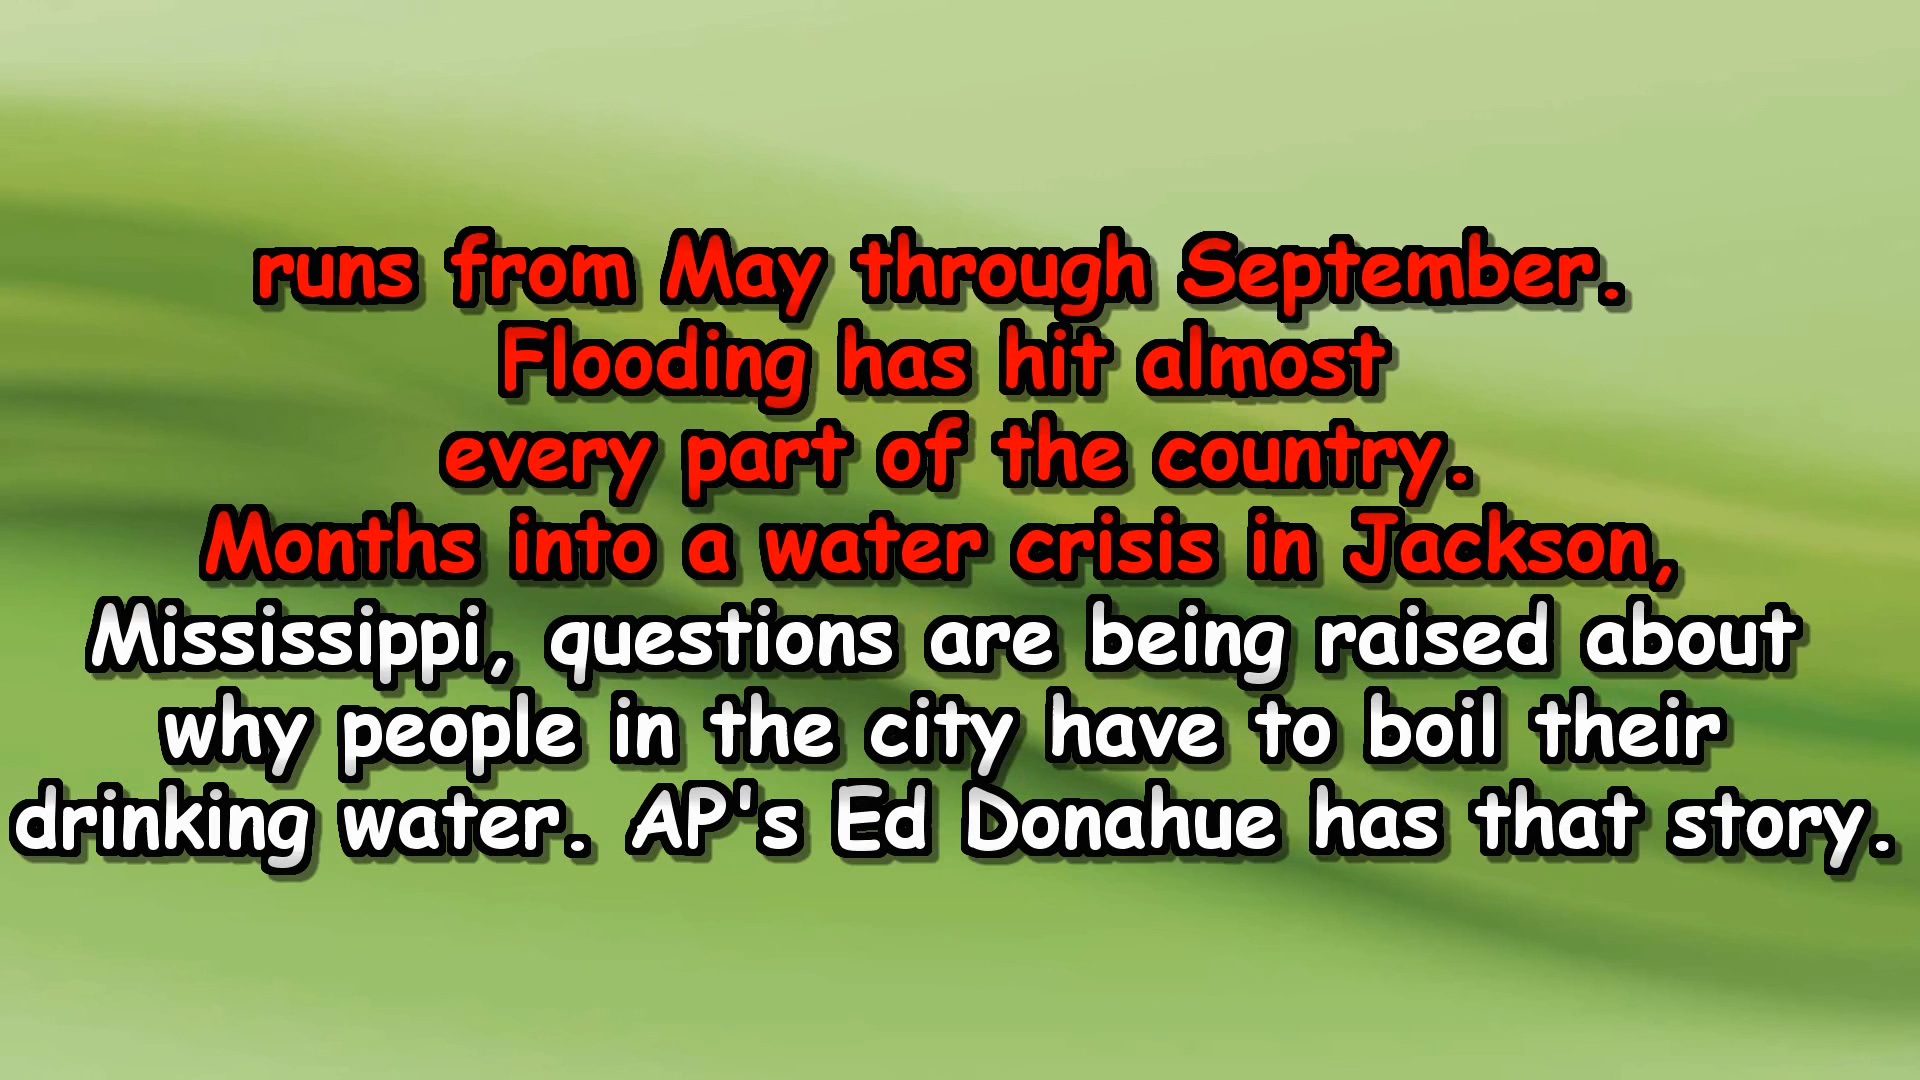 runs from May through September.
Flooding has hit almost
every part of the country.
Months into a water crisis in Jackson,
Mississippi, questions are being raised about
why people in the city have to boil their
drinking water. AP's Ed Donahue has that story.